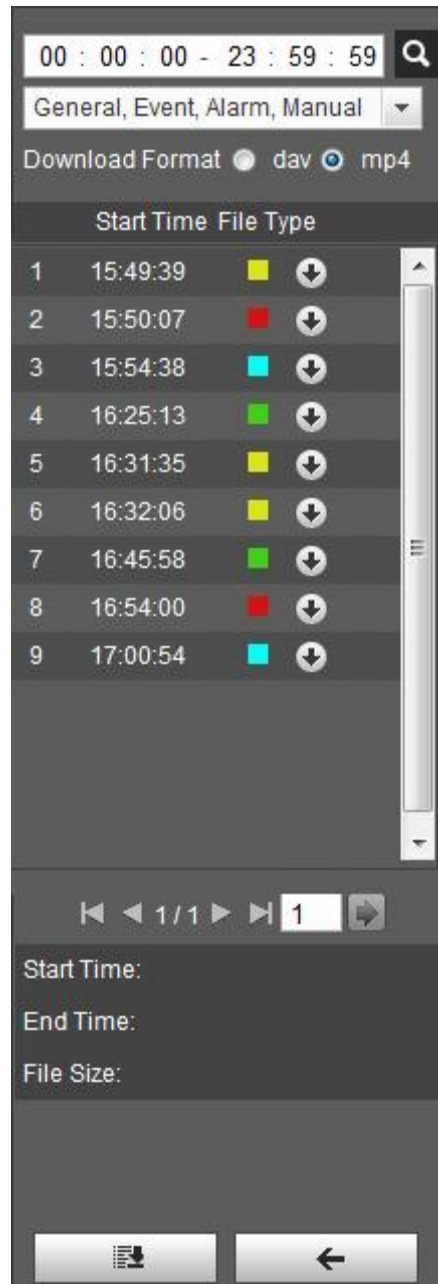 00 : 00 : 00 - 23 : 59 : 59
General, Event, Alarm, Manual
Download Format dav mp4
Start Time File Type
1 15:49:39
2 15:50:07
3 15:54:38
4 16:25:13
5 16:31:35
6 16:32:06
7 16:45:58
8 16:54:00
9 17:00:54
1 / 1 1
Start Time:
End Time:
File Size: